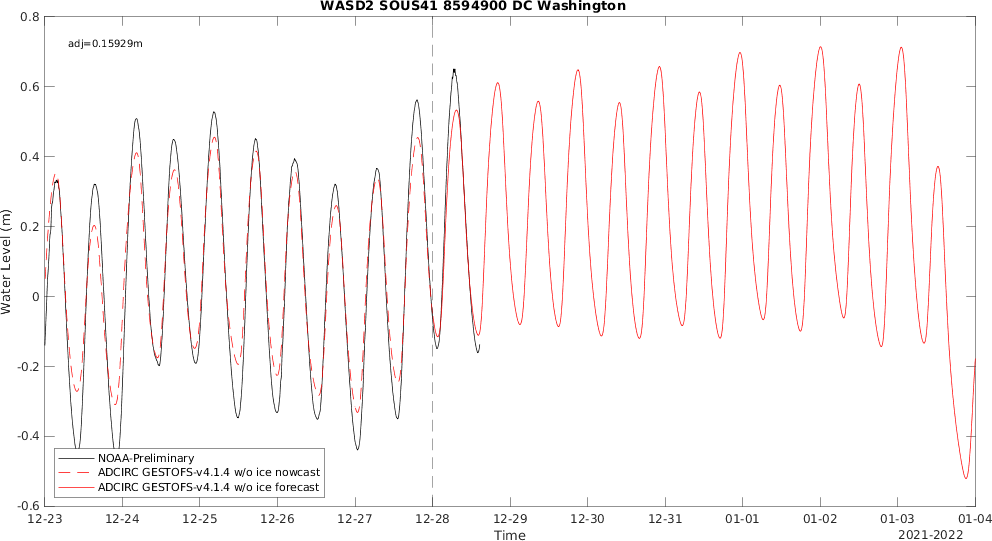 WASD2 SOUS41 8594900 DC Washington
adj=0.15929m
Water Level (m)
0.8
0.6
0.4
0.2
0
-0.2
-0.4
-0.6
NOAA-Preliminary
ADCIRC GESTOFS-v4.1.4 w/o ice nowcast
ADCIRC GESTOFS-v4.1.4 w/o ice forecast
12-23 12-24 12-25 12-26 12-27 12-28 12-29 12-30 12-31 01-01 01-02 01-03 01-04
Time
2021-2022